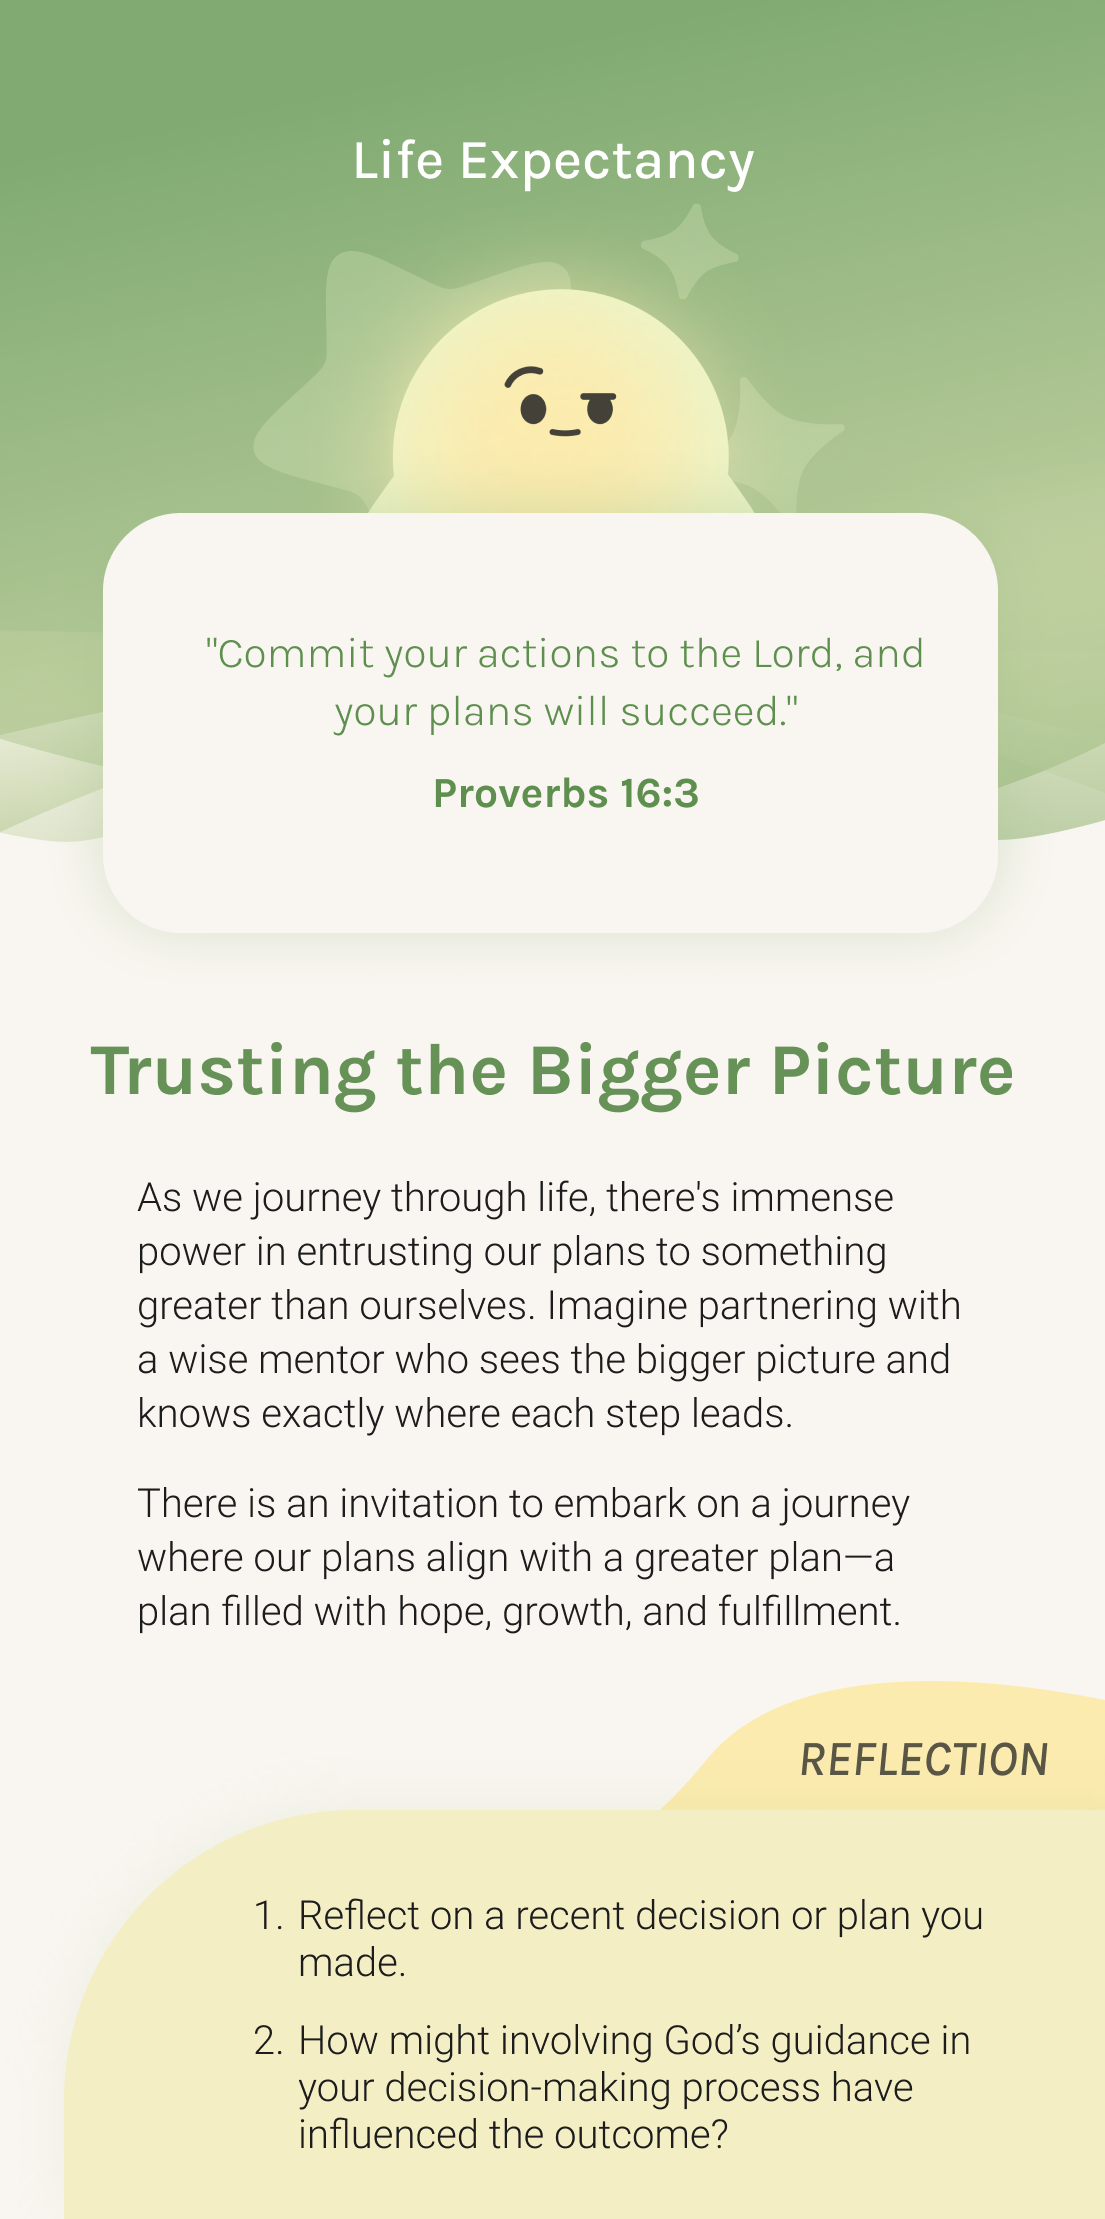 Life Expectancy
"Commit your actions to the Lord, and
your plans will succeed."
Proverbs 16:3
Trusting the Bigger Picture
As we journey through life, there's immense
power in entrusting our plans to something
greater than ourselves. Imagine partnering with
a wise mentor who sees the bigger picture and
knows exactly where each step leads.
There is an invitation to embark on a journey
where our plans align with a greater plan—a
plan filled with hope, growth, and fulfillment.
REFLECTION
1. Reflect on a recent decision or plan you
made.
2. How might involving God’s guidance in
your decision-making process have
influenced the outcome?